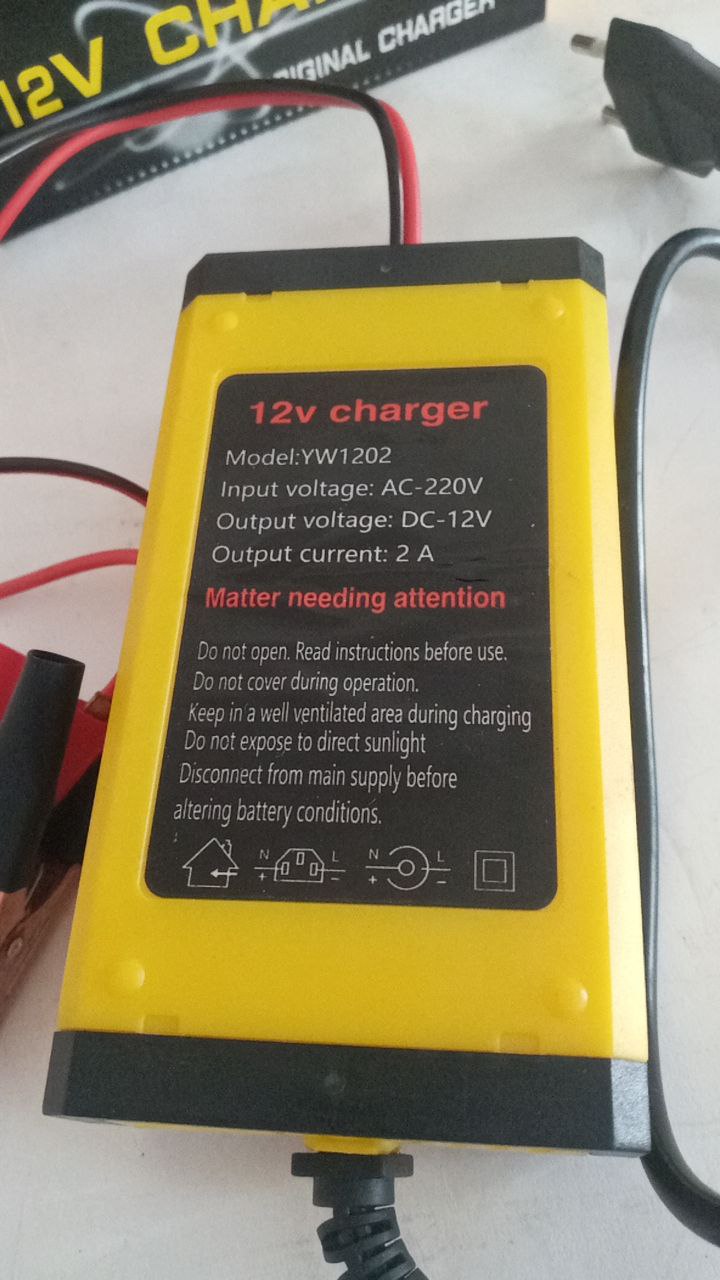 12V CHA
ORIGINAL CHARGER
12v charger
Model:YW1202
Input voltage: AC-220V
Output voltage: DC-12V
Output current: 2 A
Matter needing attention
Do not open. Read instructions before use.
Do not cover during operation.
Keep in a well ventilated area during charging
Do not expose to direct sunlight
Disconnect from main supply before
altering battery conditions.
N L N L
+ - + -